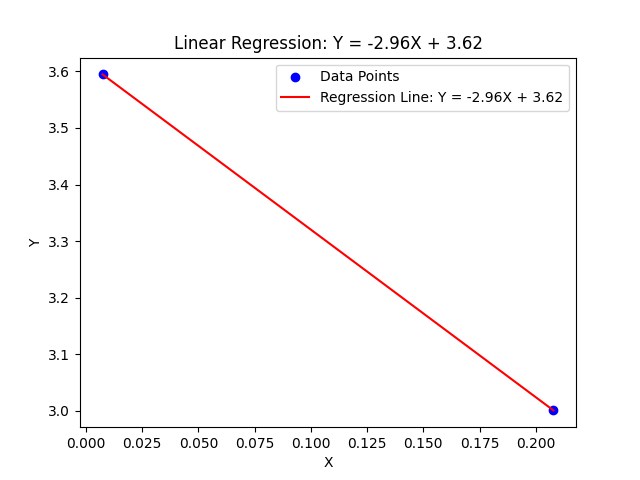 Linear Regression: Y = -2.96X + 3.62
Data Points
Regression Line: Y = -2.96X + 3.62
3.6
3.5
3.4
3.3
3.2
3.1
3.0
Y
0.000 0.025 0.050 0.075 0.100 0.125 0.150 0.175 0.200
X